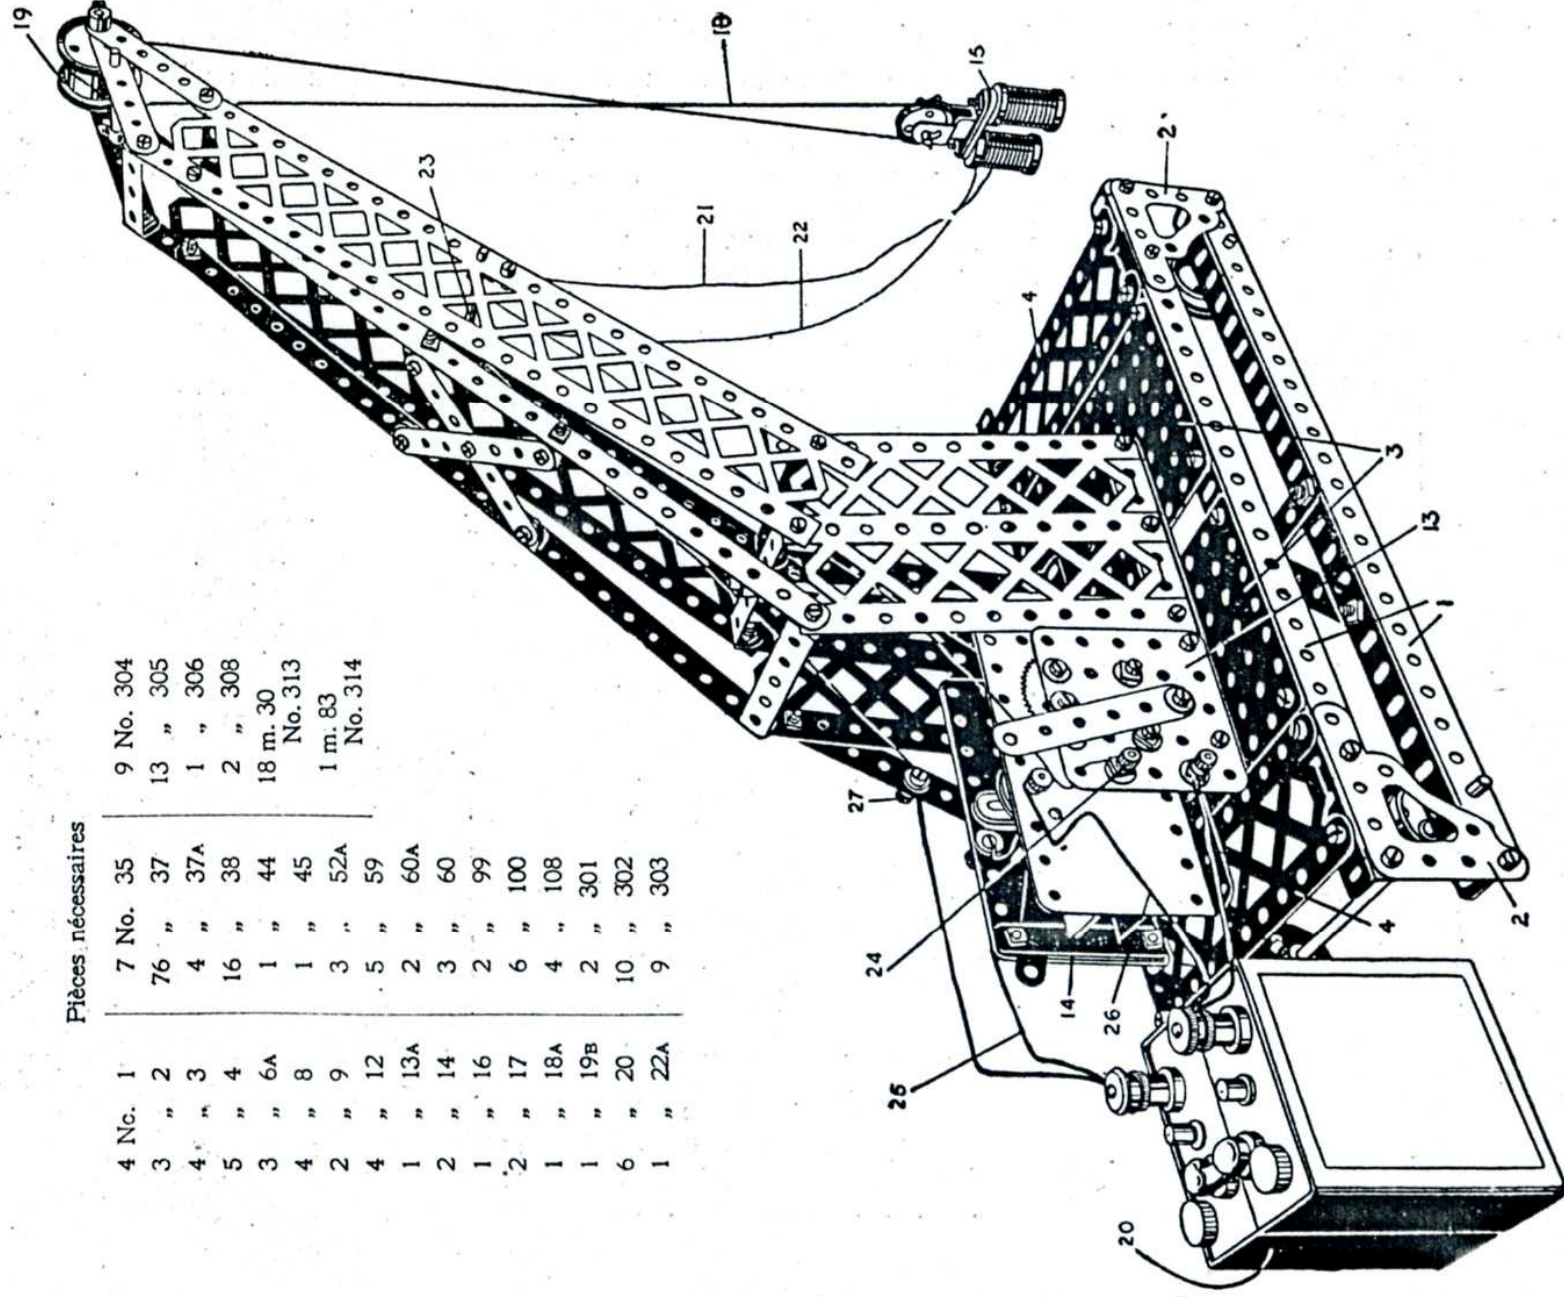 Pièces nécessaires
4 No. 1
3 „ 2
4 „ 3
5 „ 4
3 „ 6A
4 „ 8
2 „ 9
4 „ 12
1 „ 13A
2 „ 14
1 „ 16
2 „ 17
1 „ 18A
1 „ 19B
6 „ 20
1 „ 22A
7 No. 35
76 „ 37
4 „ 37A
16 „ 38
1 „ 44
1 „ 45
3 „ 52A
5 „ 59
2 „ 60A
3 „ 60
2 „ 99
6 „ 100
4 „ 108
2 „ 301
10 „ 302
9 „ 303
9 No. 304
13 „ 305
1 „ 306
2 „ 308
18 m. 30
No. 313
1 m. 83
No. 314
19
18
15
23
21
22
2
4
3
13
1
1
2
4
27
24
14
26
25
20